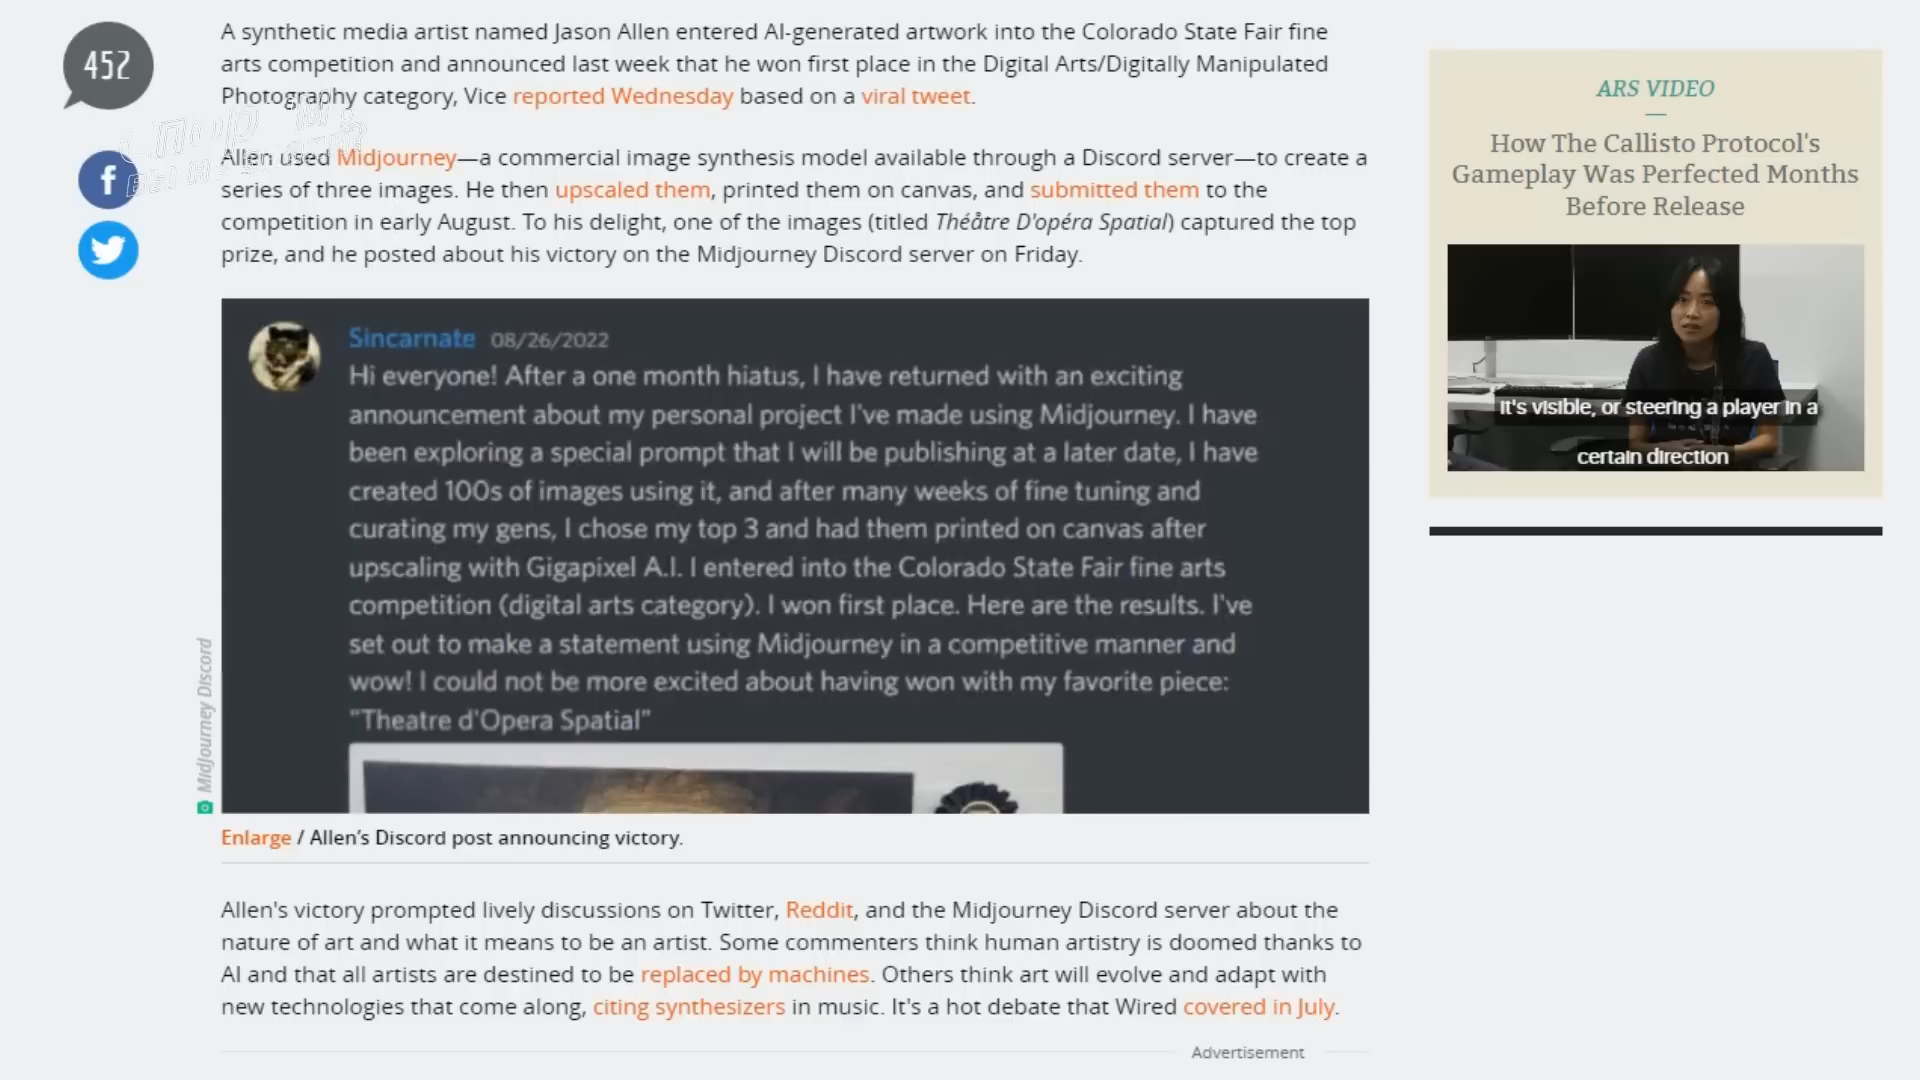 452
A synthetic media artist named Jason Allen entered AI-generated artwork into the Colorado State Fair fine
arts competition and announced last week that he won first place in the Digital Arts/Digitally Manipulated
Photography category, Vice reported Wednesday based on a viral tweet.
Allen used Midjourney—a commercial image synthesis model available through a Discord server—to create a
series of three images. He then upscaled them, printed them on canvas, and submitted them to the
competition in early August. To his delight, one of the images (titled Théåtre D'opéra Spatial) captured the top
prize, and he posted about his victory on the Midjourney Discord server on Friday.
Sincarnate 08/26/2022
Hi everyone! After a one month hiatus, I have returned with an exciting
announcement about my personal project I've made using Midjourney. I have
been exploring a special prompt that I will be publishing at a later date, I have
created 100s of images using it, and after many weeks of fine tuning and
curating my gens, I chose my top 3 and had them printed on canvas after
upscaling with Gigapixel A.I. I entered into the Colorado State Fair fine arts
competition (digital arts category). I won first place. Here are the results. I've
set out to make a statement using Midjourney in a competitive manner and
wow! I could not be more excited about having won with my favorite piece:
"Theatre d'Opera Spatial"
Midjourney Discord
Enlarge / Allen's Discord post announcing victory.
Allen's victory prompted lively discussions on Twitter, Reddit, and the Midjourney Discord server about the
nature of art and what it means to be an artist. Some commenters think human artistry is doomed thanks to
AI and that all artists are destined to be replaced by machines. Others think art will evolve and adapt with
new technologies that come along, citing synthesizers in music. It's a hot debate that Wired covered in July.
Advertisement
ARS VIDEO
How The Callisto Protocol's
Gameplay Was Perfected Months
Before Release
It's visible, or steering a player in a
certain direction